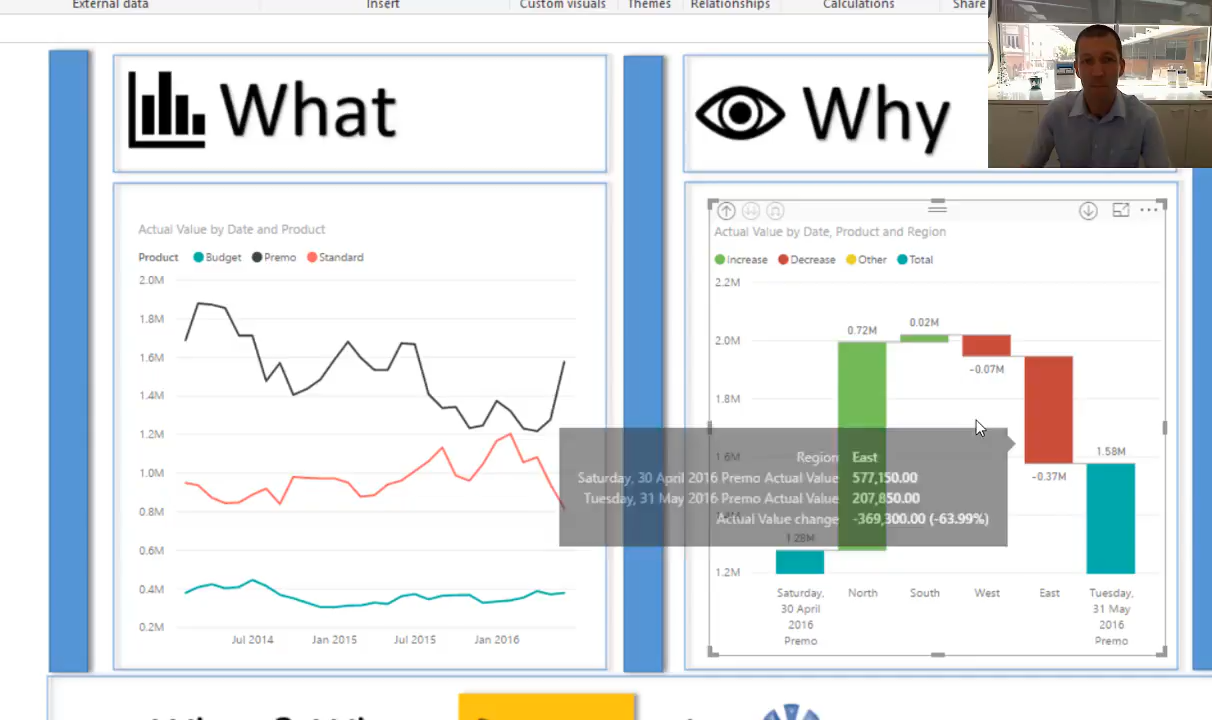 External data
Insert
Custom visuals
Themes
Relationships
Calculations
Share
What
Why
Actual Value by Date and Product
Product Budget Premo Standard
2.0M
1.8M
1.6M
1.4M
1.2M
1.0M
0.8M
0.6M
0.4M
0.2M
Jul 2014 Jan 2015 Jul 2015 Jan 2016
Actual Value by Date, Product and Region
Increase Decrease Other Total
2.2M
2.0M
1.8M
1.6M
1.2M
0.72M
0.02M
-0.07M
-0.37M
1.58M
1.28M
Region East
Saturday, 30 April 2016 Premo Actual Value 577,150.00
Tuesday, 31 May 2016 Premo Actual Value 207,850.00
Actual Value change -369,300.00 (-63.99%)
Saturday,
30 April
2016
Premo
North
South
West
East
Tuesday,
31 May
2016
Premo